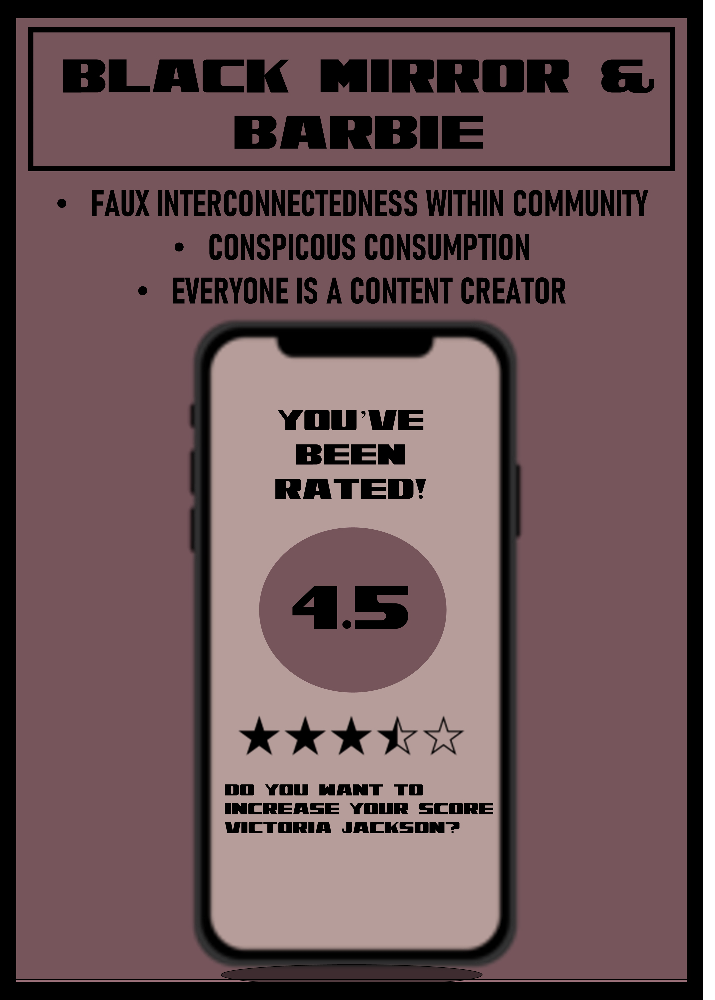 BLACK MIRROR &
BARBIE
• FAUX INTERCONNECTEDNESS WITHIN COMMUNITY
• CONSPICOUS CONSUMPTION
• EVERYONE IS A CONTENT CREATOR
YOU'VE
BEEN
RATED!
4.5
DO YOU WANT TO
INCREASE YOUR SCORE
VICTORIA JACKSON?